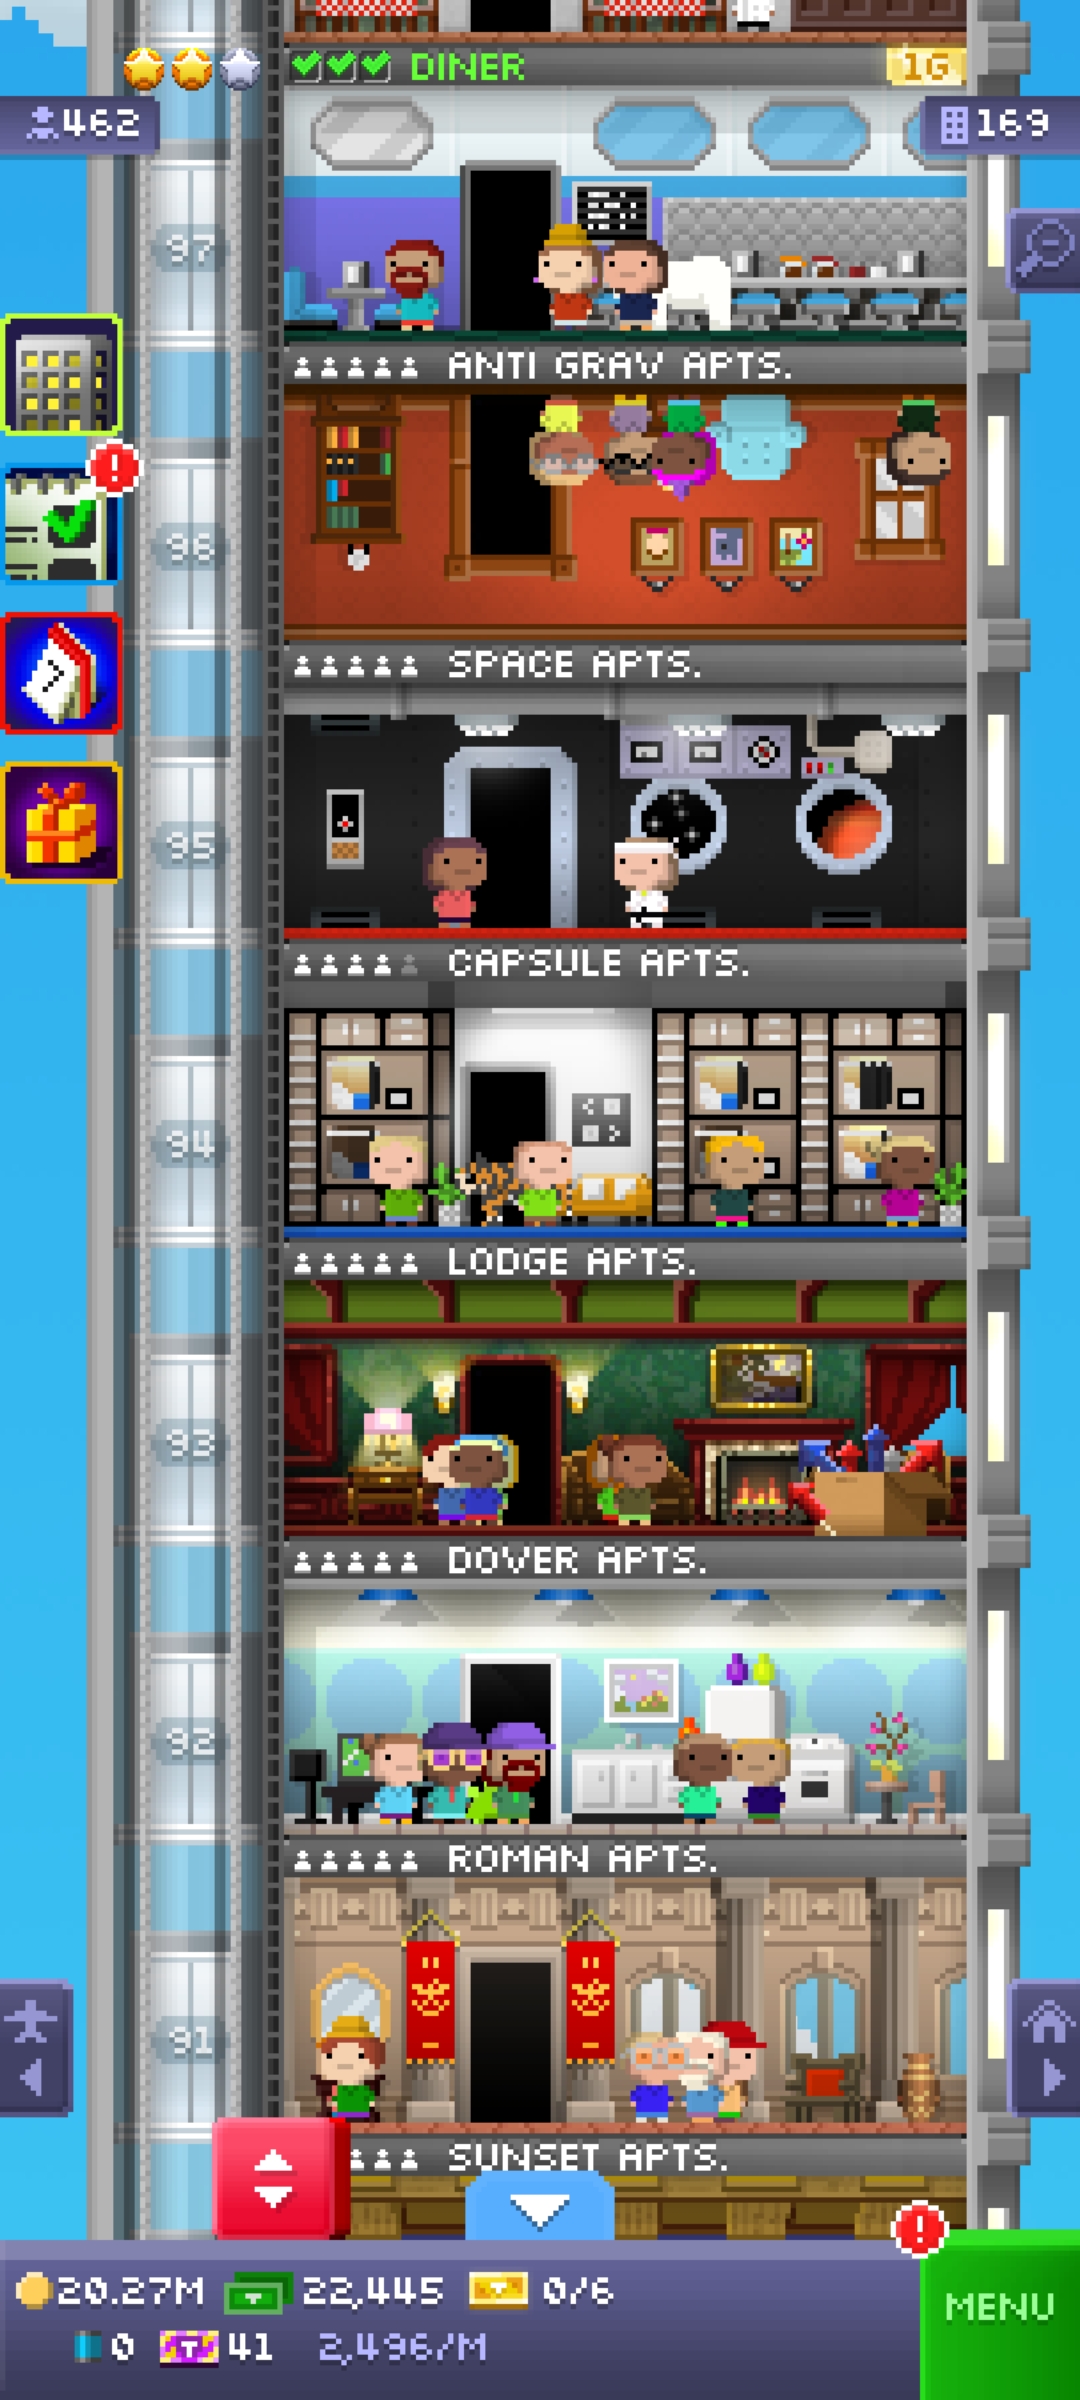 DINER 1G
462
169
97
ANTI GRAV APTS.
96
SPACE APTS.
7
95
CAPSULE APTS.
94
LODGE APTS.
93
DOVER APTS.
92
ROMAN APTS.
91
SUNSET APTS.
20.27M 22,445 0/6
MENU
0 T 41 2,496/M